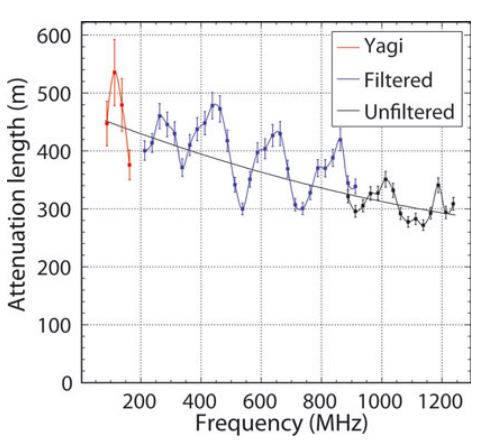 600
500
400
300
200
100
0
Attenuation length (m)
Yagi
Filtered
Unfiltered
200 400 600 800 1000 1200
Frequency (MHz)